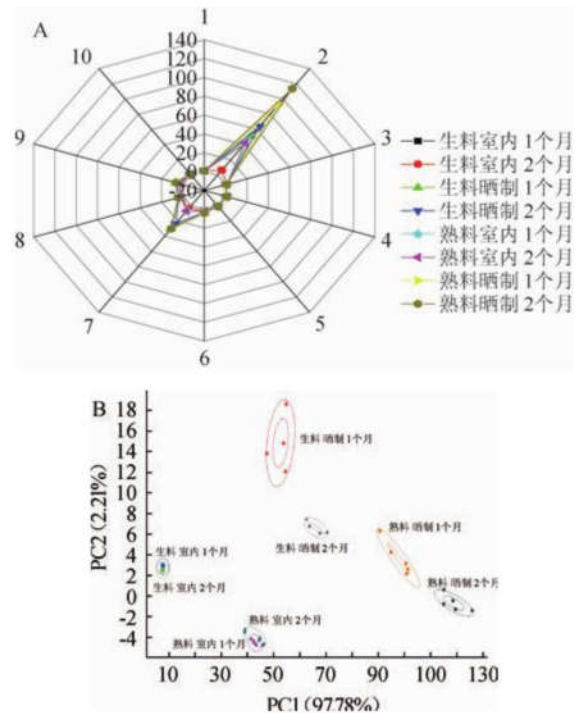 A
1
2
3
4
5
6
7
8
9
10
140
120
100
80
60
40
20
0
-20
生料室内 1个月
生料室内 2个月
生料晒制 1个月
生料晒制 2个月
熟料室内 1个月
熟料室内 2个月
熟料晒制 1个月
熟料晒制 2个月
B
PC2 (2.21%)
18
16
14
12
10
8
6
4
2
0
-2
-4
生料 晒制 1个月
生料 晒制 2个月
熟料 晒制 1个月
熟料 晒制 2个月
生料 室内 1个月
生料 室内 2个月
熟料 室内 2个月
熟料 室内 1个月
10 30 50 70 90 110 130
PC1 (97.78%)